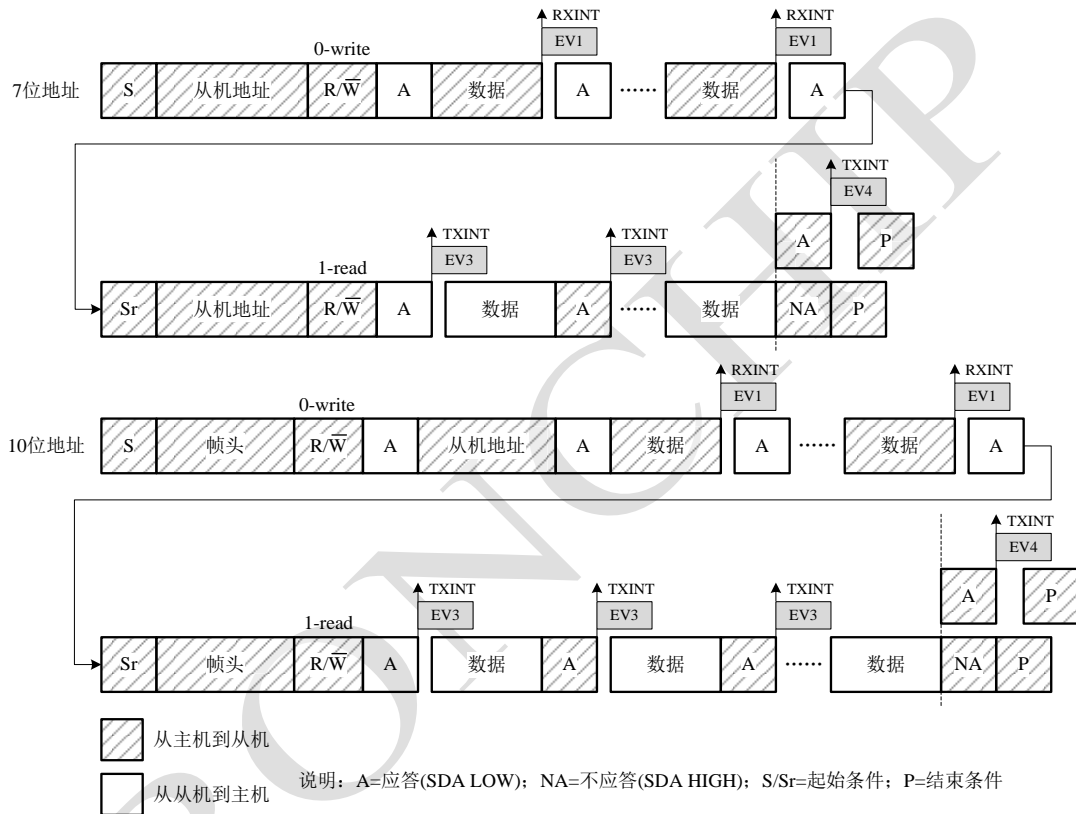 RXINT RXINT
EV1 EV1
0-write
7位地址 S 从机地址 R/W̅ A 数据 A …… 数据 A
TXINT
EV4
TXINT TXINT A P
EV3 EV3
1-read
Sr 从机地址 R/W̅ A 数据 A …… 数据 NA P
RXINT RXINT
EV1 EV1
0-write
10位地址 S 帧头 R/W̅ A 从机地址 A 数据 A …… 数据 A
TXINT
EV4
TXINT TXINT TXINT A P
EV3 EV3 EV3
1-read
Sr 帧头 R/W̅ A 数据 A 数据 A …… 数据 NA P
从主机到从机
从从机到主机
说明：A=应答(SDA LOW)；NA=不应答(SDA HIGH)；S/Sr=起始条件；P=结束条件
RONCHIP